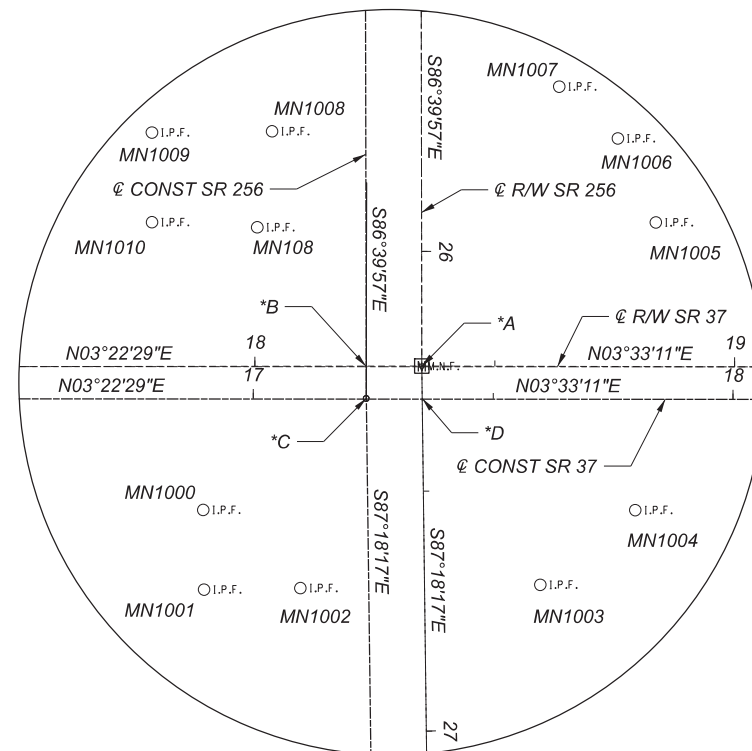 MN1007
I.P.F.
MN1008
I.P.F.
MN1009
I.P.F.
I.P.F.
MN1006
S86°39'57"E
℄ CONST SR 256
℄ R/W SR 256
MN1010
I.P.F.
MN108
I.P.F.
I.P.F.
MN1005
S86°39'57"E
26
*B
*A
℄ R/W SR 37
N03°22'29"E
18
M.N.F.
N03°33'11"E
19
N03°22'29"E
17
N03°33'11"E
18
*C
*D
℄ CONST SR 37
MN1000
I.P.F.
I.P.F.
MN1004
S87°18'17"E
S87°18'17"E
MN1001
I.P.F.
MN1002
I.P.F.
MN1003
I.P.F.
27